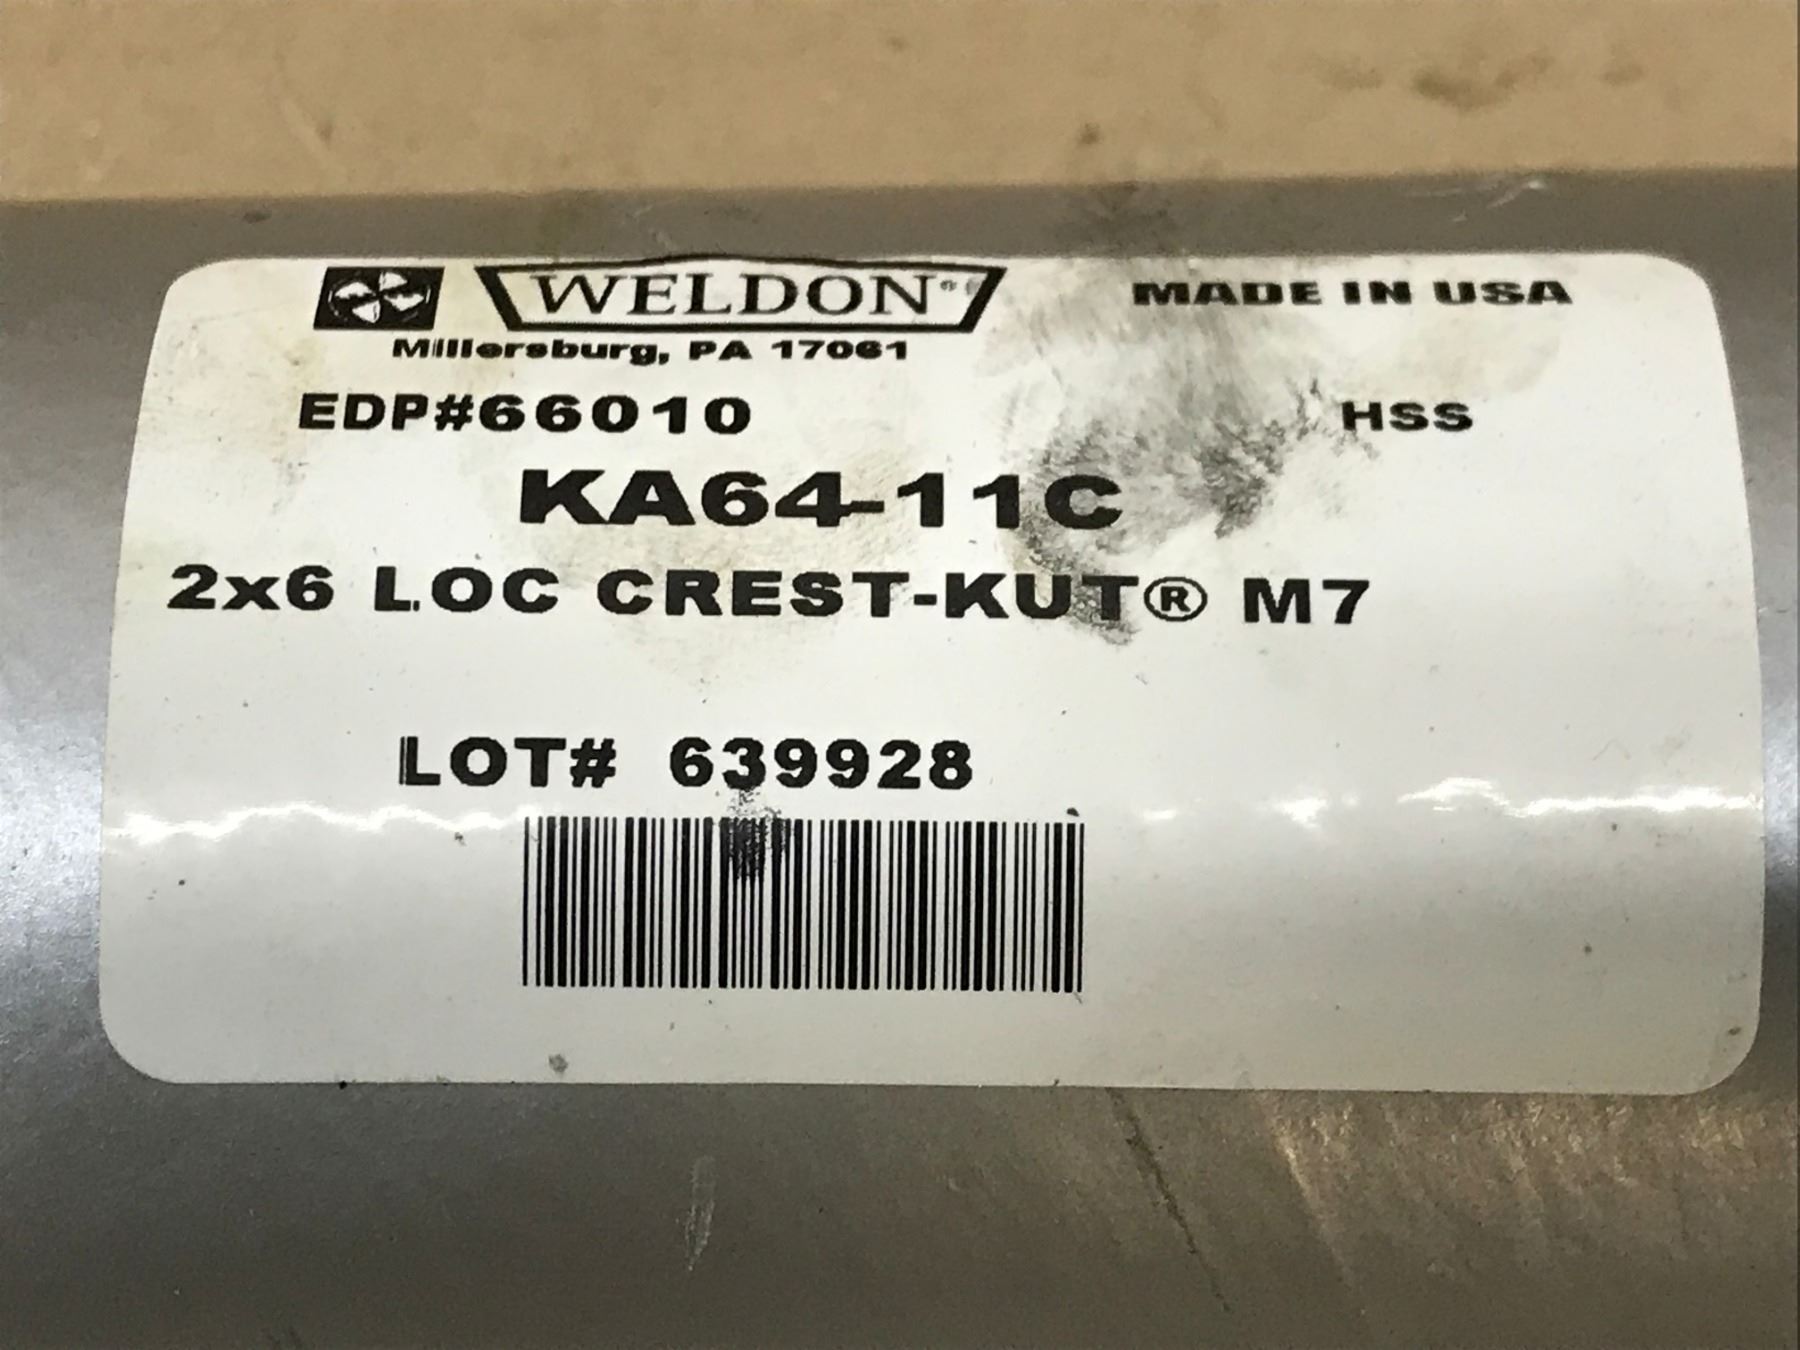 WELDON® MADE IN USA
Millersburg, PA 17061
EDP#66010 HSS
KA64-11C
2x6 LOC CREST-KUT® M7
LOT# 639928